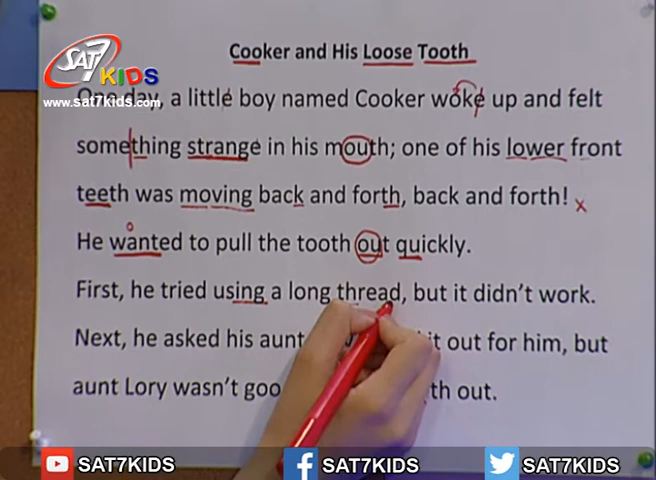 Cooker and His Loose Tooth
SAT7
KIDS
www.sat7kids.com
One day, a little boy named Cooker woke up and felt
something strange in his mouth; one of his lower front
teeth was moving back and forth, back and forth! x
He wanted to pull the tooth out quickly.
First, he tried using a long thread, but it didn't work.
Next, he asked his aunt it out for him, but
aunt Lory wasn't out.
SAT7KIDS
SAT7KIDS
SAT7KIDS